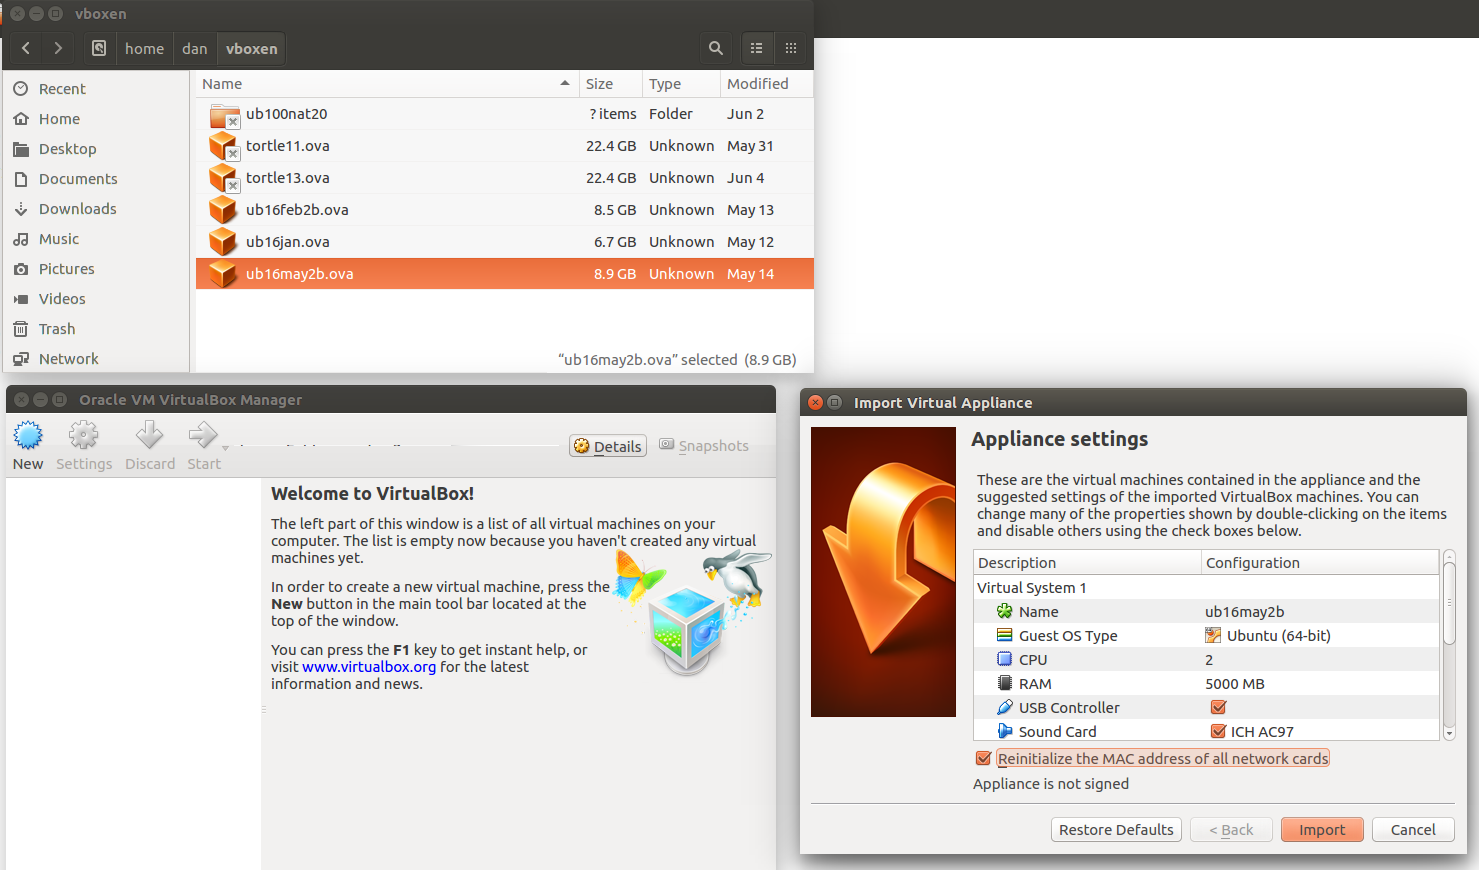 vboxen
home dan vboxen
Name Size Type Modified
Recent
Home
Desktop
Documents
Downloads
Music
Pictures
Videos
Trash
Network
ub100nat20 ? items Folder Jun 2
tortle11.ova 22.4 GB Unknown May 31
tortle13.ova 22.4 GB Unknown Jun 4
ub16feb2b.ova 8.5 GB Unknown May 13
ub16jan.ova 6.7 GB Unknown May 12
ub16may2b.ova 8.9 GB Unknown May 14
“ub16may2b.ova” selected (8.9 GB)
Oracle VM VirtualBox Manager
New Settings Discard Start
Details Snapshots
Welcome to VirtualBox!
The left part of this window is a list of all virtual machines on your
computer. The list is empty now because you haven't created any virtual
machines yet.
In order to create a new virtual machine, press the
New button in the main tool bar located at the
top of the window.
You can press the F1 key to get instant help, or
visit www.virtualbox.org for the latest
information and news.
Import Virtual Appliance
Appliance settings
These are the virtual machines contained in the appliance and the
suggested settings of the imported VirtualBox machines. You can
change many of the properties shown by double-clicking on the items
and disable others using the check boxes below.
Description Configuration
Virtual System 1
Name ub16may2b
Guest OS Type Ubuntu (64-bit)
CPU 2
RAM 5000 MB
USB Controller
Sound Card ICH AC97
Reinitialize the MAC address of all network cards
Appliance is not signed
Restore Defaults < Back Import Cancel